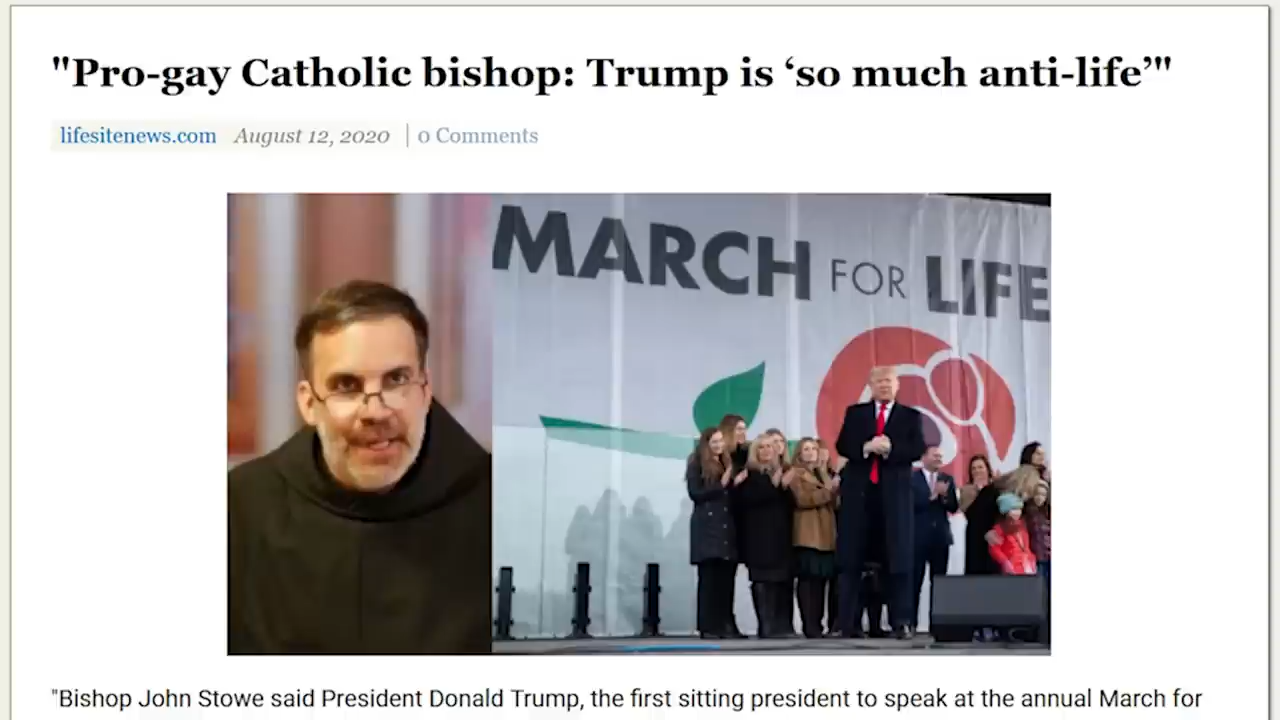 "Pro-gay Catholic bishop: Trump is ‘so much anti-life’"
lifesitenews.com August 12, 2020 | 0 Comments
MARCH FOR LIFE
"Bishop John Stowe said President Donald Trump, the first sitting president to speak at the annual March for